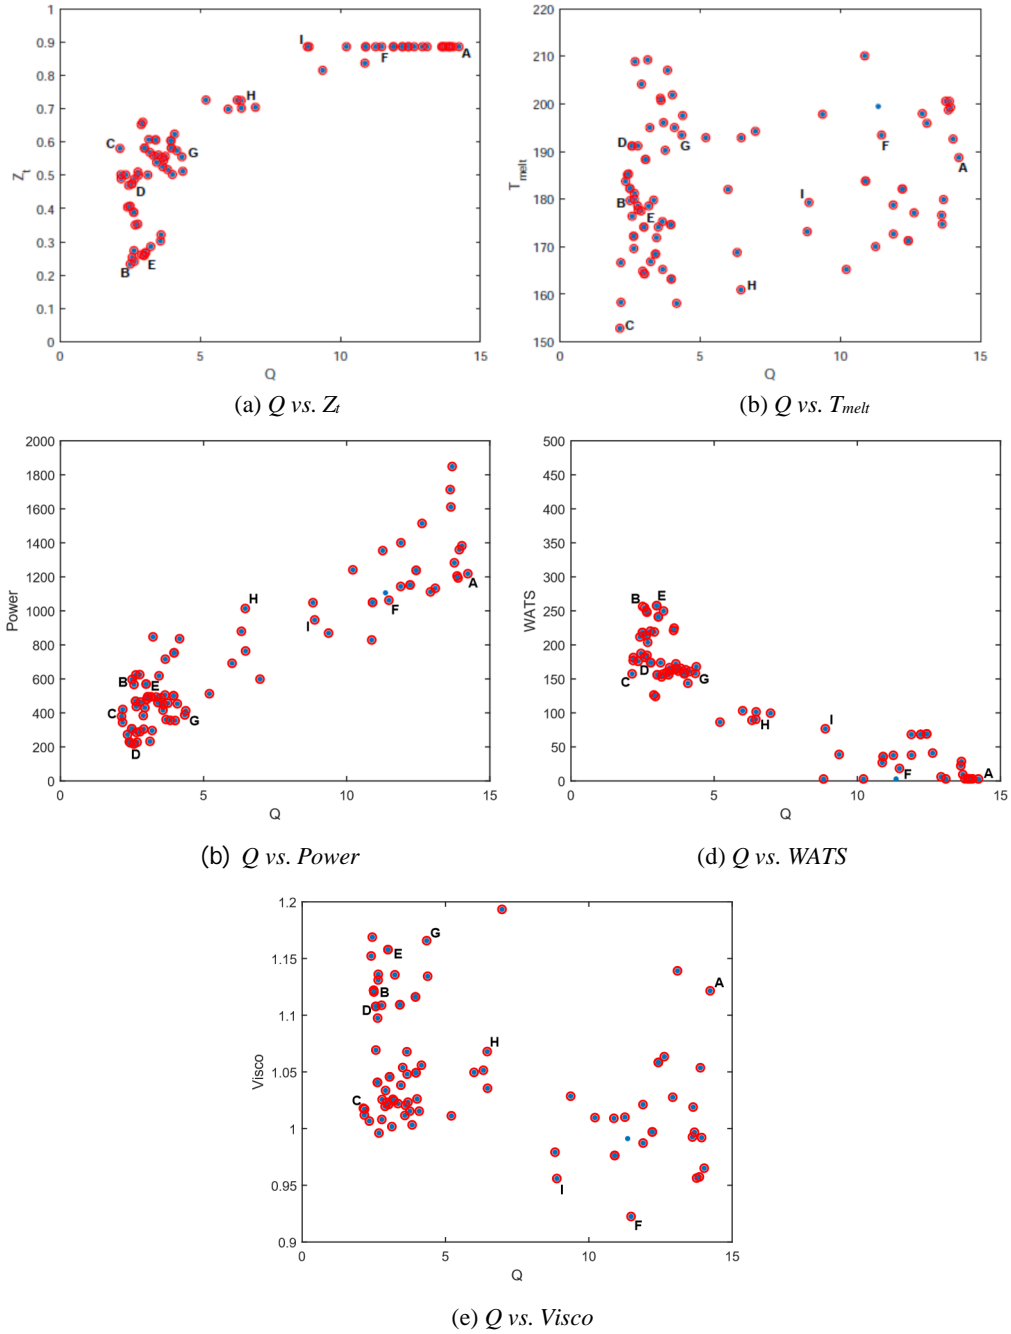 1
0.9
0.8
0.7
0.6
0.5
0.4
0.3
0.2
0.1
0
Z_t
I
F
A
H
C
G
D
B
E
0 5 10 15
Q
(a) Q vs. Z_t
220
210
200
190
180
170
160
150
T_melt
D
G
F
A
B
E
I
H
C
0 5 10 15
Q
(b) Q vs. T_melt
2000
1800
1600
1400
1200
1000
800
600
400
200
0
Power
A
H
F
I
B
E
C
G
D
0 5 10 15
Q
(b) Q vs. Power
500
450
400
350
300
250
200
150
100
50
0
WATS
B
E
D
C
G
H
I
F
A
0 5 10 15
Q
(d) Q vs. WATS
1.2
1.15
1.1
1.05
1
0.95
0.9
Visco
G
E
A
B
D
H
C
I
F
0 5 10 15
Q
(e) Q vs. Visco